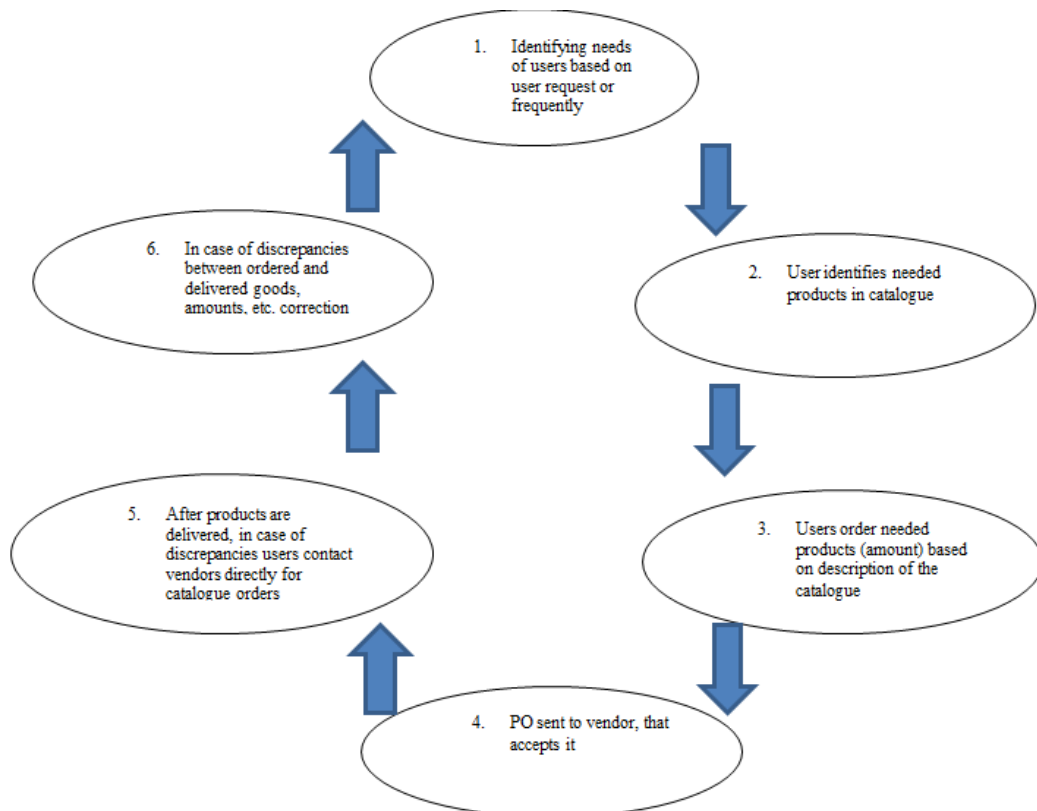 1. Identifying needs
of users based on
user request or
frequently
2. User identifies needed
products in catalogue
3. Users order needed
products (amount) based
on description of the
catalogue
4. PO sent to vendor, that
accepts it
5. After products are
delivered, in case of
discrepancies users contact
vendors directly for
catalogue orders
6. In case of discrepancies
between ordered and
delivered goods,
amounts, etc. correction